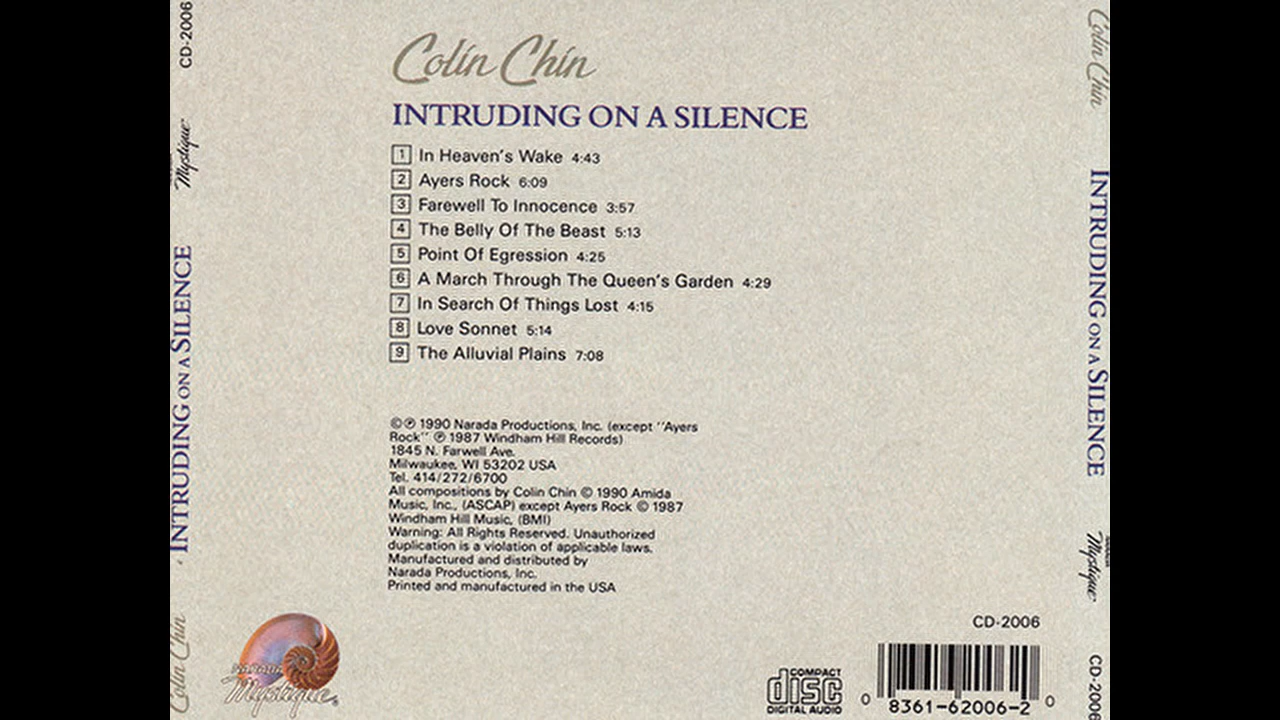 Colin Chin
INTRUDING ON A SILENCE
1 In Heaven's Wake 4:43
2 Ayers Rock 6:09
3 Farewell To Innocence 3:57
4 The Belly Of The Beast 5:13
5 Point Of Egression 4:25
6 A March Through The Queen's Garden 4:29
7 In Search Of Things Lost 4:15
8 Love Sonnet 5:14
9 The Alluvial Plains 7:08
©℗ 1990 Narada Productions, Inc. (except "Ayers
Rock" ℗ 1987 Windham Hill Records)
1845 N. Farwell Ave.
Milwaukee, WI 53202 USA
Tel. 414/272/6700
All compositions by Colin Chin © 1990 Amida
Music, Inc., (ASCAP) except Ayers Rock © 1987
Windham Hill Music, (BMI)
Warning: All Rights Reserved. Unauthorized
duplication is a violation of applicable laws.
Manufactured and distributed by
Narada Productions, Inc.
Printed and manufactured in the USA
NARADA
Mystique®
COMPACT
disc
DIGITAL AUDIO
CD-2006
0 8361-62006-2 0
Colin Chin
INTRUDING ON A SILENCE
Mystique
CD-2006
Colin Chin
INTRUDING ON A SILENCE
Mystique
CD-2006